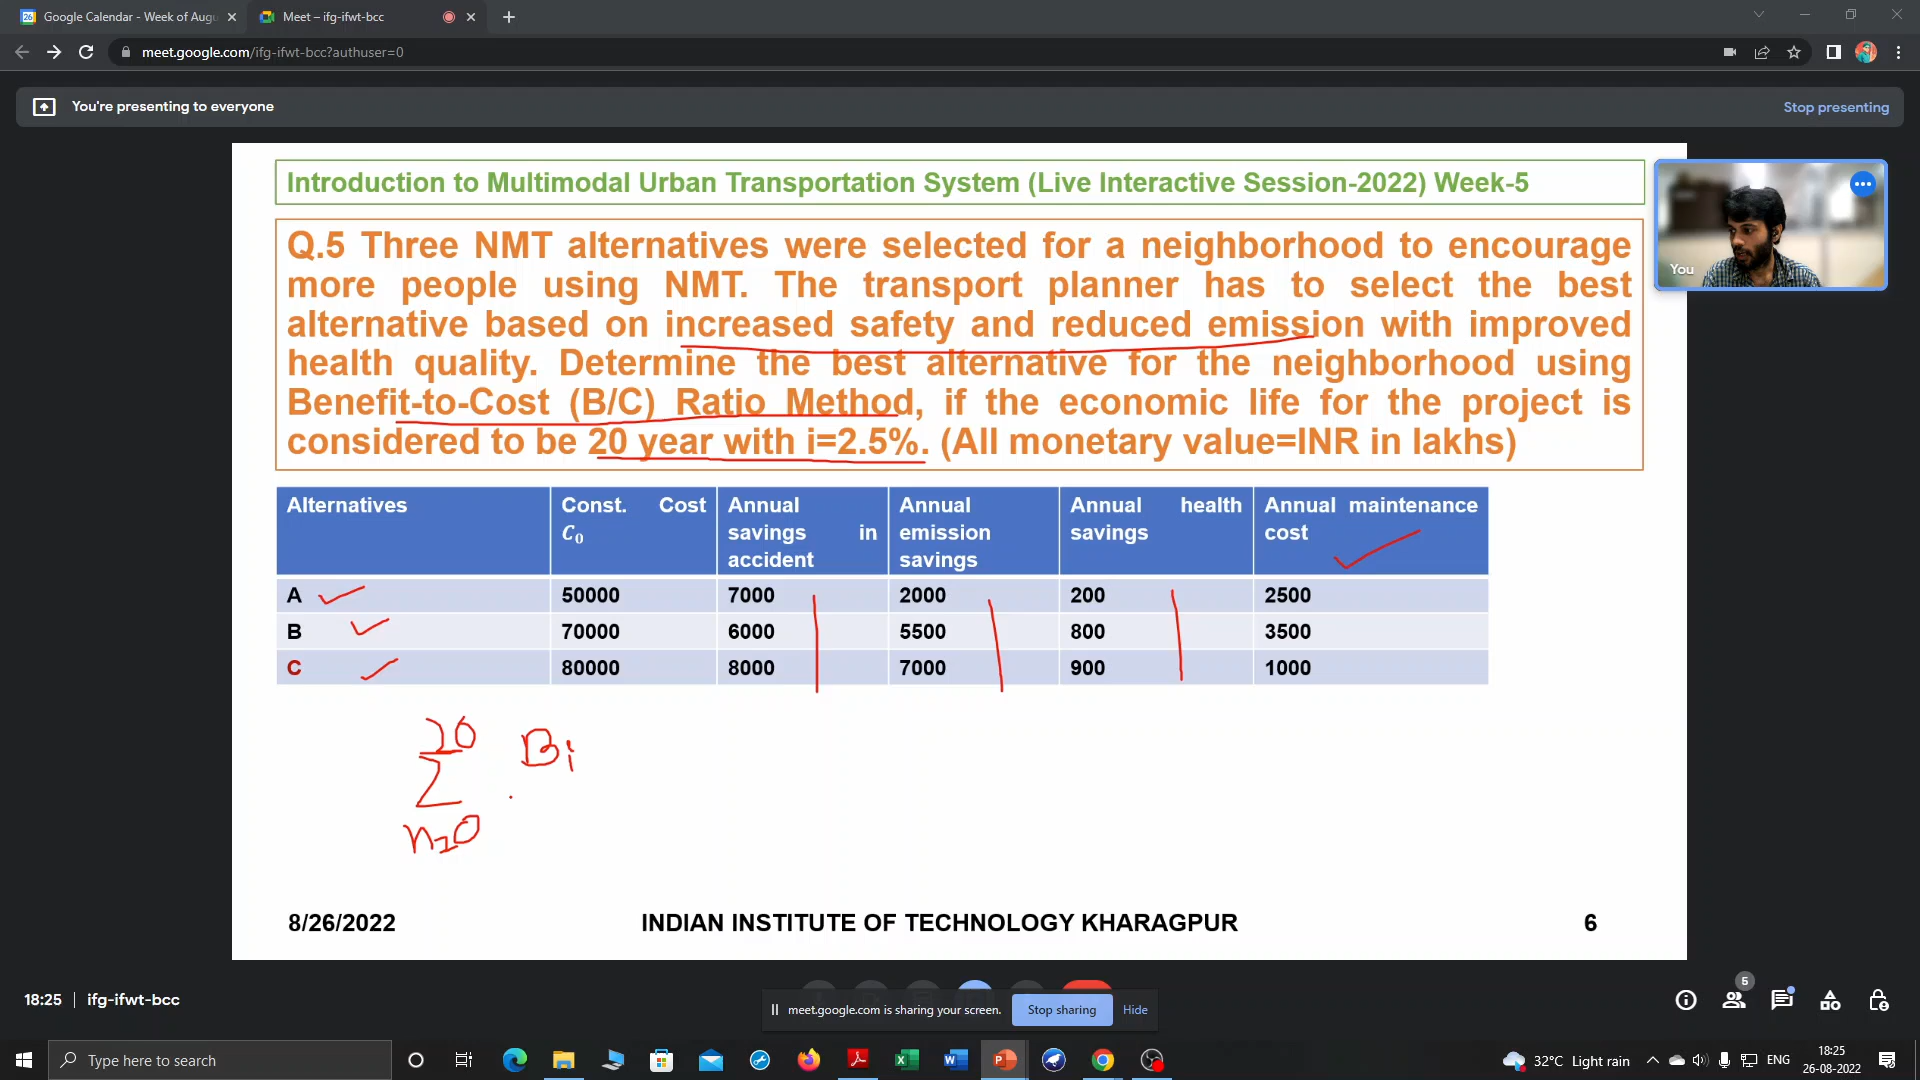 Google Calendar - Week of Augu
Meet – ifg-ifwt-bcc
meet.google.com/ifg-ifwt-bcc?authuser=0
You're presenting to everyone
Stop presenting
Introduction to Multimodal Urban Transportation System (Live Interactive Session-2022) Week-5
Q.5 Three NMT alternatives were selected for a neighborhood to encourage
more people using NMT. The transport planner has to select the best
alternative based on increased safety and reduced emission with improved
health quality. Determine the best alternative for the neighborhood using
Benefit-to-Cost (B/C) Ratio Method, if the economic life for the project is
considered to be 20 year with i=2.5%. (All monetary value=INR in lakhs)
You
Alternatives
Const. Cost
C₀
Annual
savings in
accident
Annual
emission
savings
Annual health
savings
Annual maintenance
cost
A 50000 7000 2000 200 2500
B 70000 6000 5500 800 3500
C 80000 8000 7000 900 1000
20
Σ Bi
n=0
8/26/2022 INDIAN INSTITUTE OF TECHNOLOGY KHARAGPUR 6
18:25 | ifg-ifwt-bcc
meet.google.com is sharing your screen. Stop sharing Hide
5
Type here to search
32°C Light rain
ENG
18:25
26-08-2022